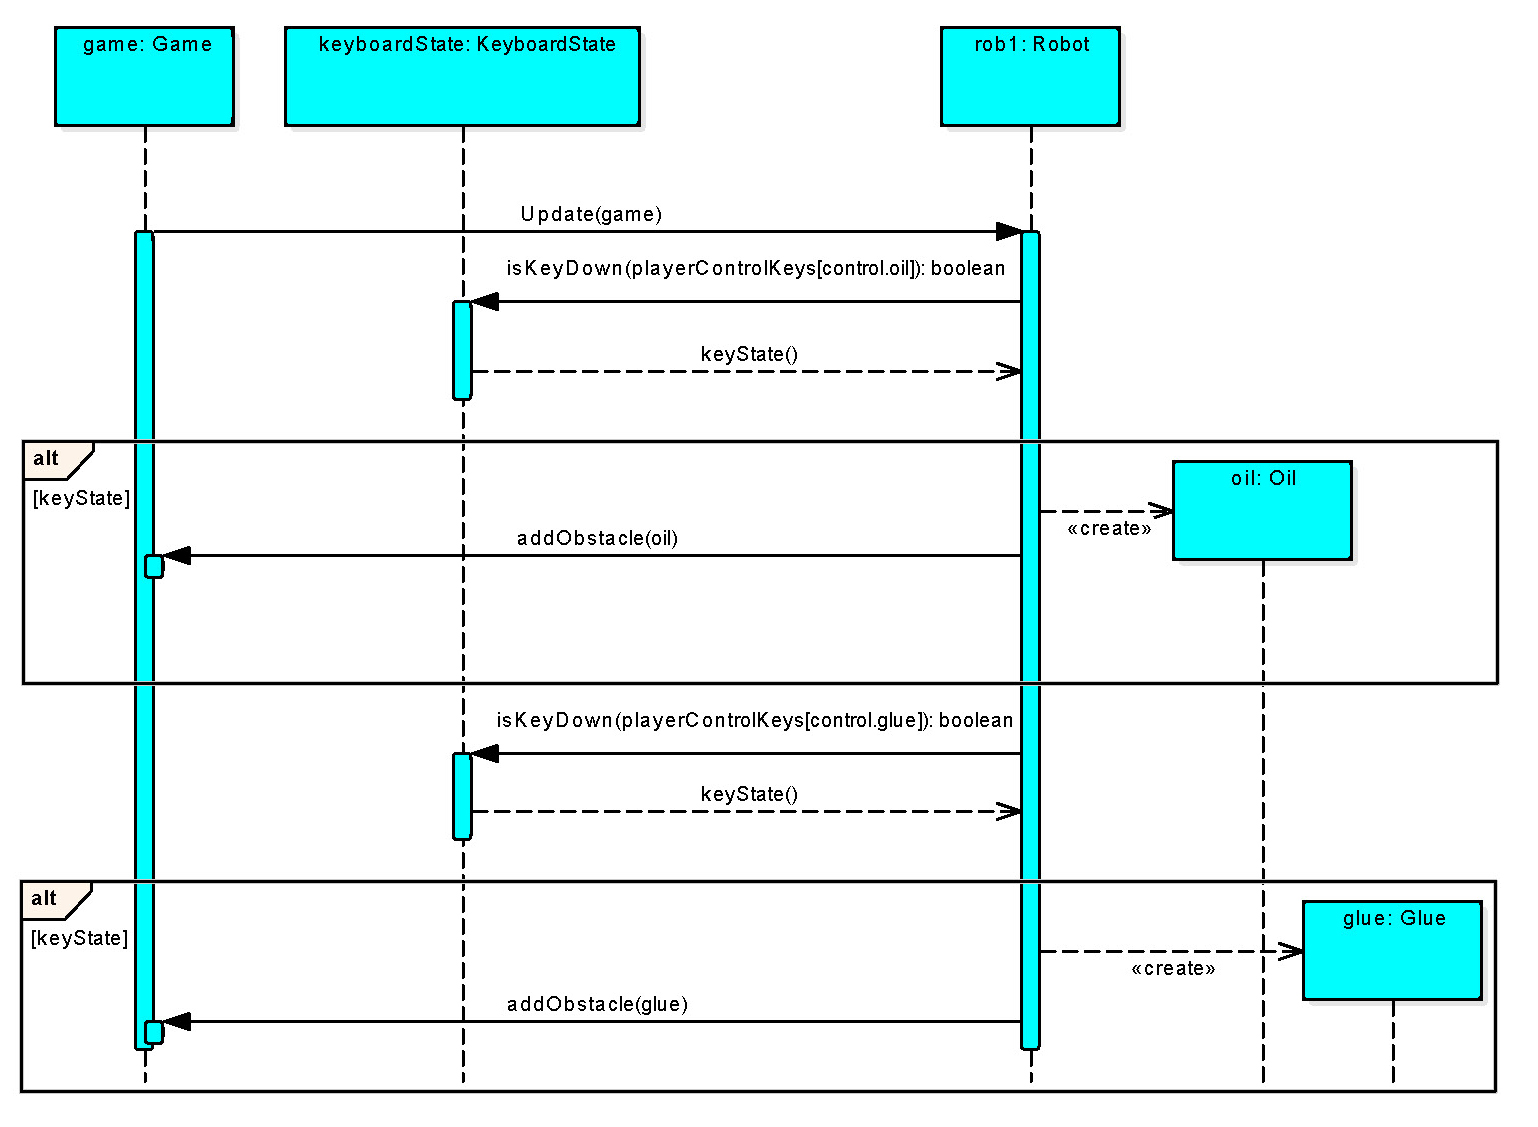 game: Game
keyboardState: KeyboardState
rob1: Robot
Update(game)
isKeyDown(playerControlKeys[control.oil]): boolean
keyState()
alt
[keyState]
oil: Oil
«create»
addObstacle(oil)
isKeyDown(playerControlKeys[control.glue]): boolean
keyState()
alt
[keyState]
glue: Glue
«create»
addObstacle(glue)